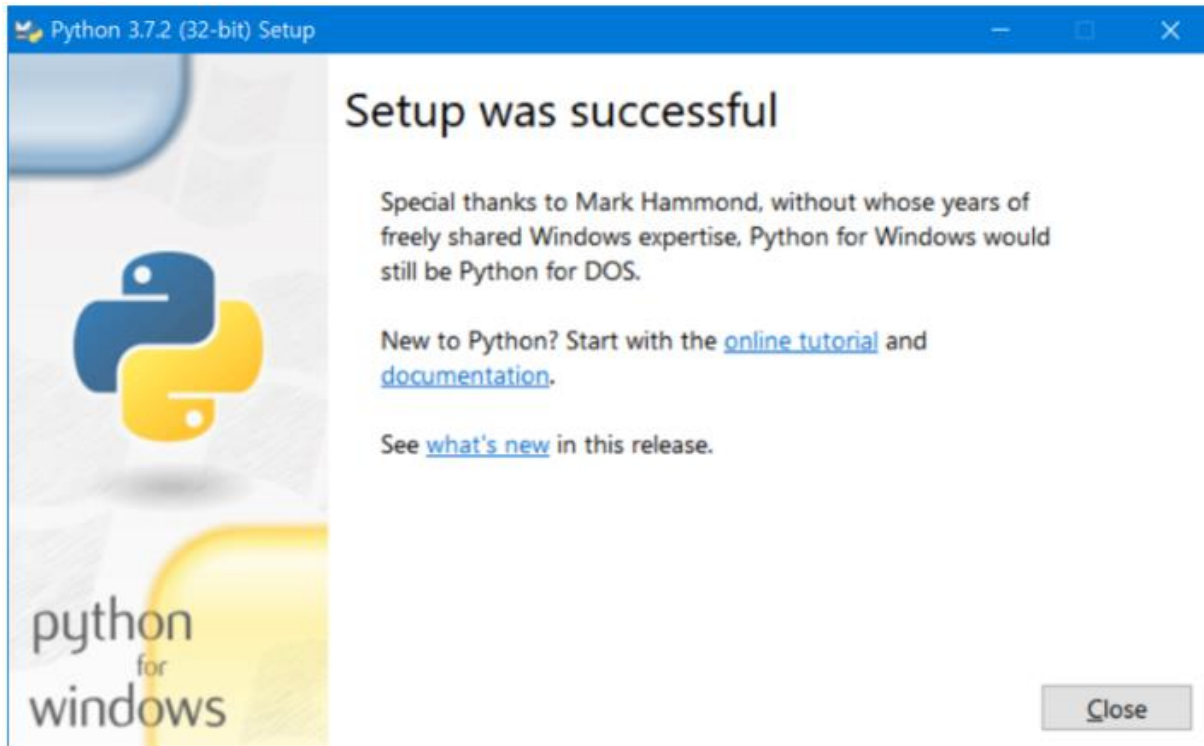 Python 3.7.2 (32-bit) Setup
Setup was successful
Special thanks to Mark Hammond, without whose years of
freely shared Windows expertise, Python for Windows would
still be Python for DOS.
New to Python? Start with the online tutorial and
documentation.
See what's new in this release.
python
for
windows
Close